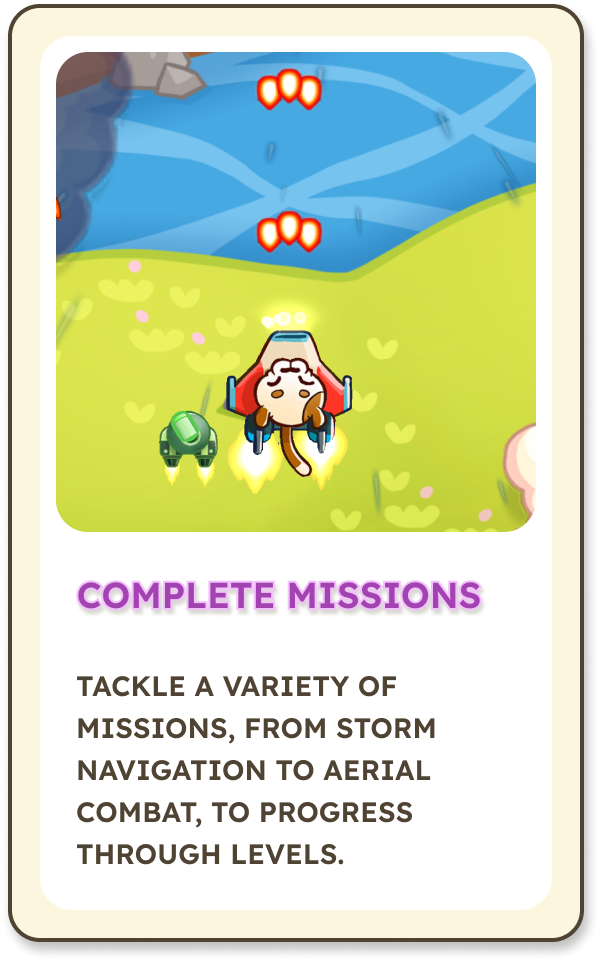 COMPLETE MISSIONS
TACKLE A VARIETY OF
MISSIONS, FROM STORM
NAVIGATION TO AERIAL
COMBAT, TO PROGRESS
THROUGH LEVELS.